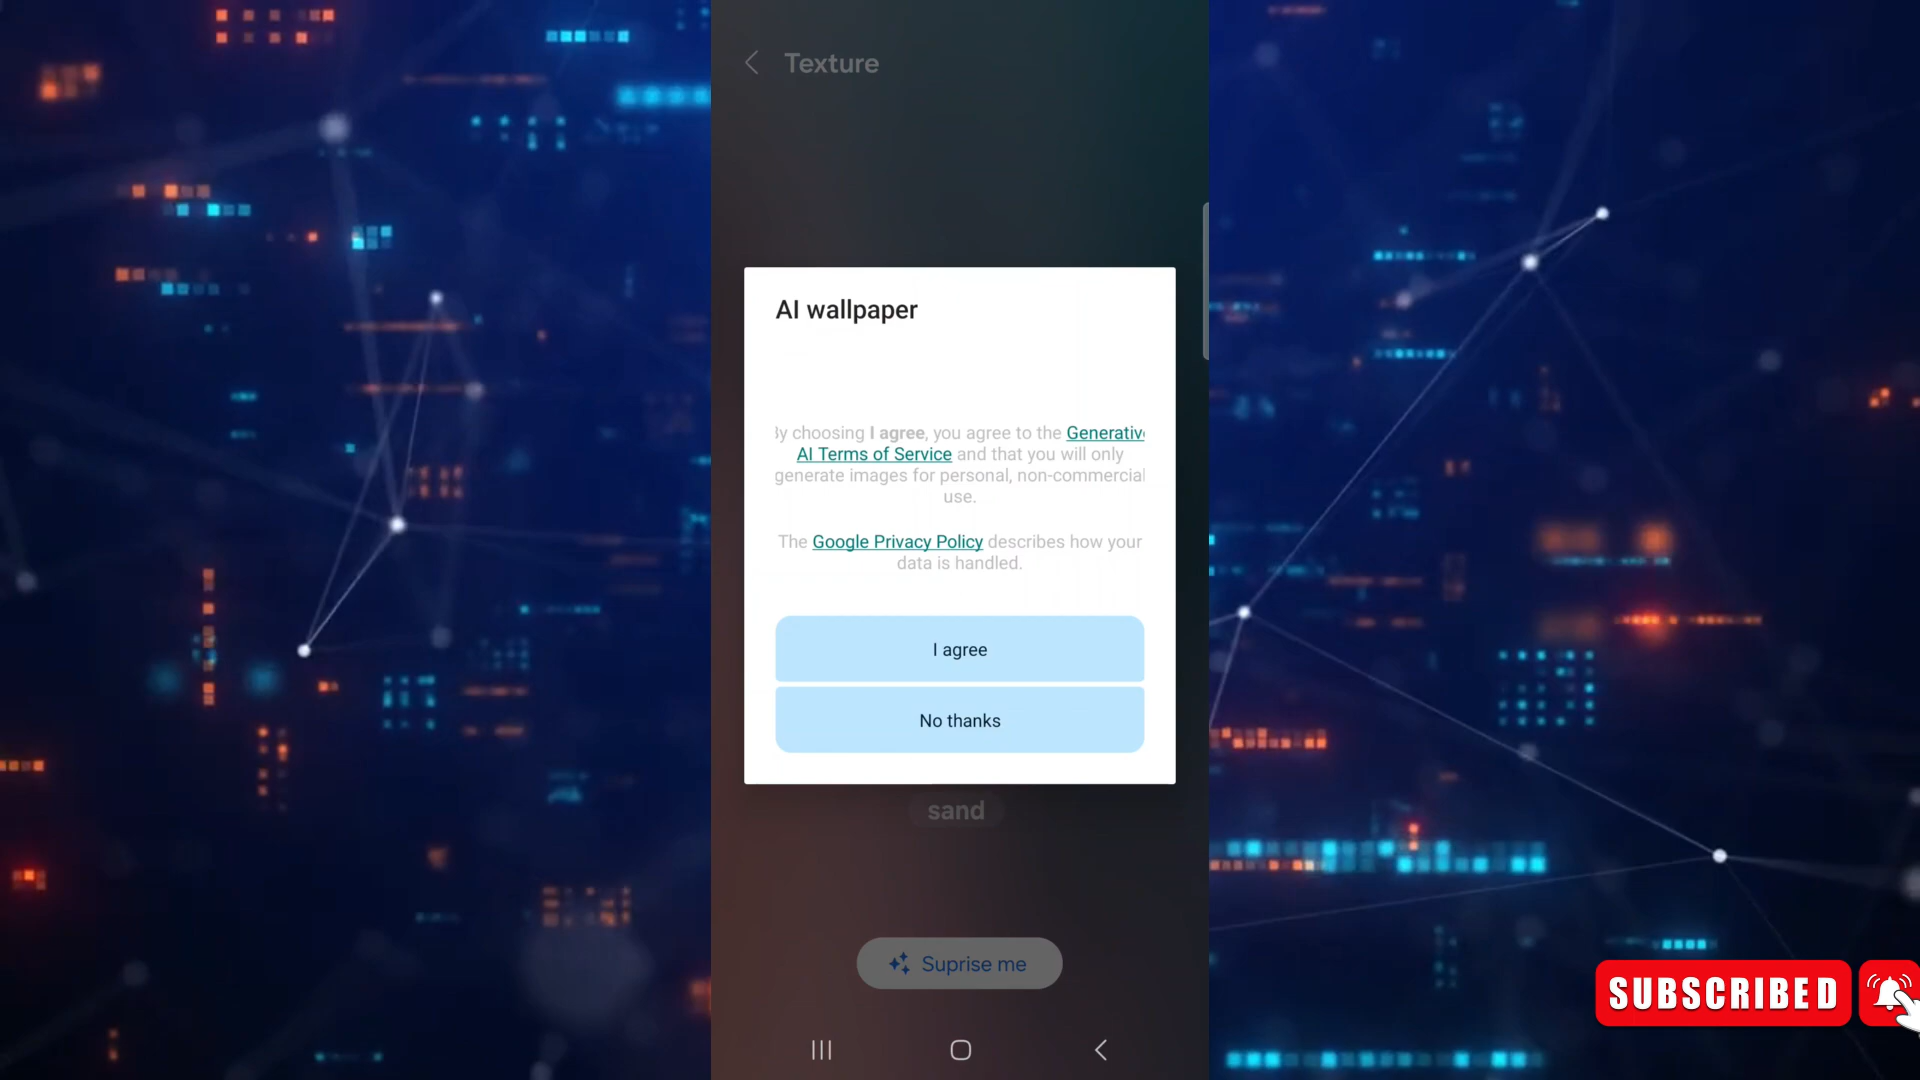 Texture
AI wallpaper
By choosing I agree, you agree to the Generative
AI Terms of Service and that you will only
generate images for personal, non-commercial
use.
The Google Privacy Policy describes how your
data is handled.
I agree
No thanks
sand
Suprise me
SUBSCRIBED